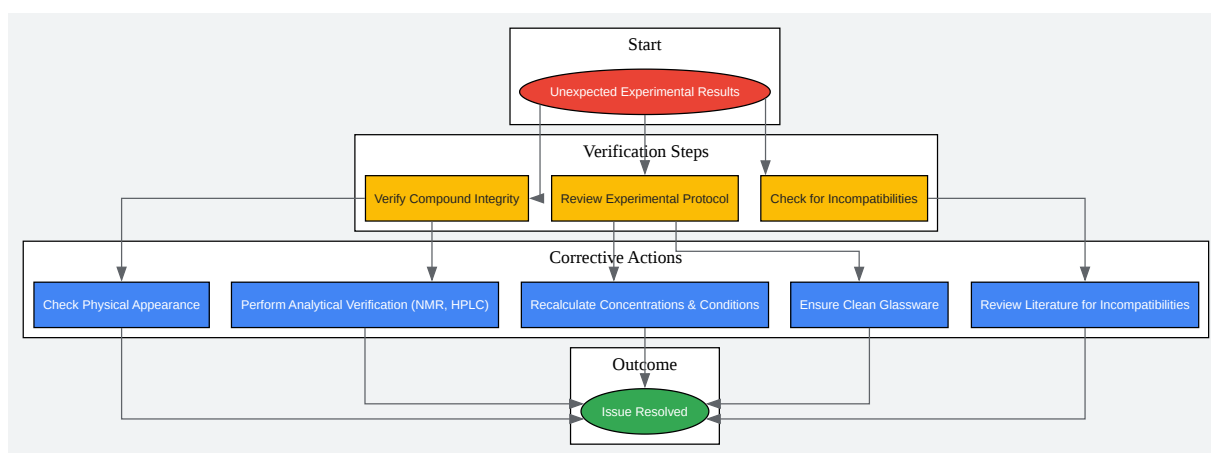 Start
Unexpected Experimental Results
Verification Steps
Verify Compound Integrity
Review Experimental Protocol
Check for Incompatibilities
Corrective Actions
Check Physical Appearance
Perform Analytical Verification (NMR, HPLC)
Recalculate Concentrations & Conditions
Ensure Clean Glassware
Review Literature for Incompatibilities
Outcome
Issue Resolved